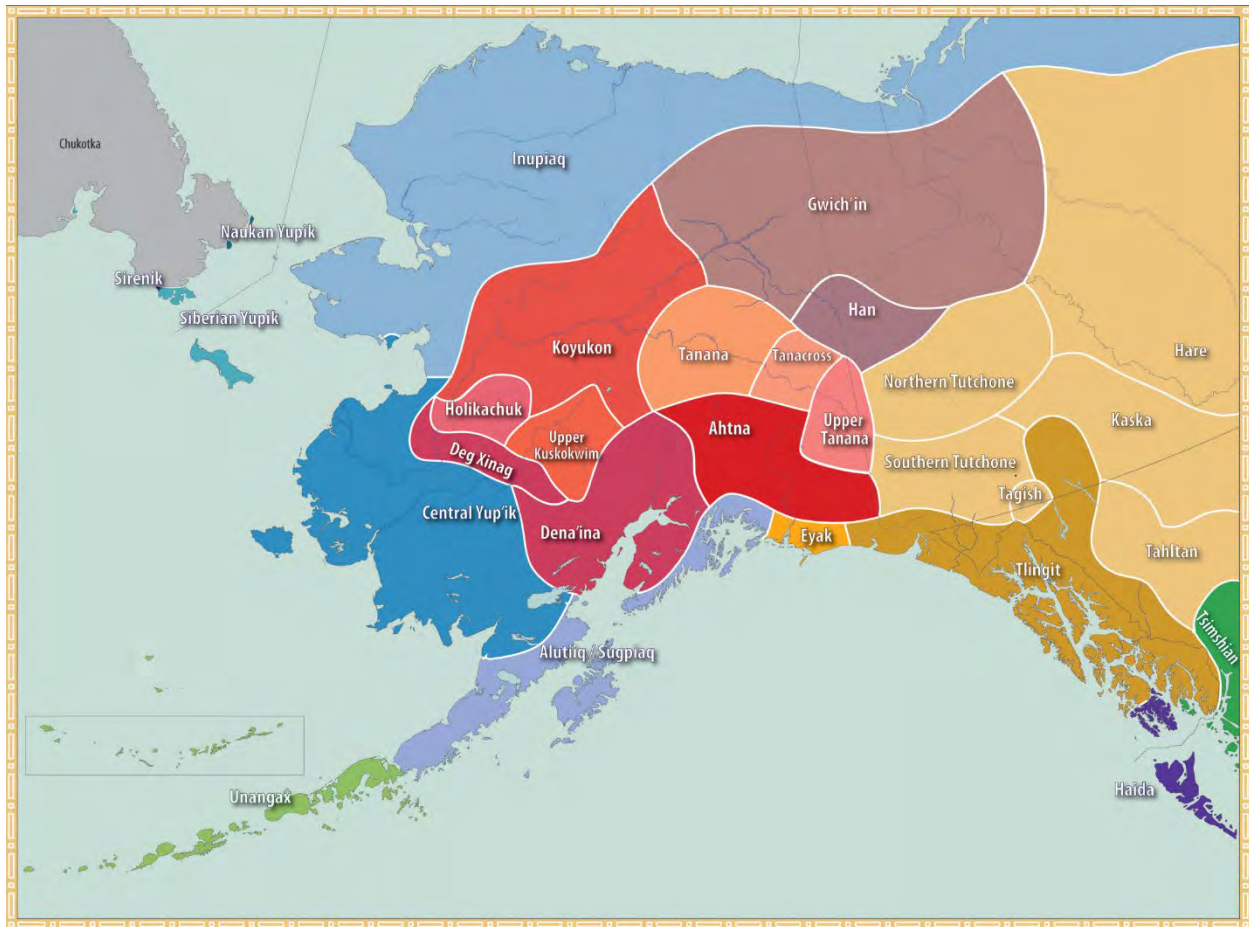 Chukotka
Inupiaq
Gwich'in
Naukan Yupik
Sirenik
Siberian Yupik
Han
Koyukon
Tanana
Tanacross
Hare
Northern Tutchone
Holikachuk
Upper
Kuskokwim
Ahtna
Upper
Tanana
Kaska
Deg Xinag
Southern Tutchone
Tagish
Central Yup'ik
Dena'ina
Eyak
Tahltan
Tlingit
Tsimshian
Alutiiq / Sugpiaq
Unangax̂
Haida